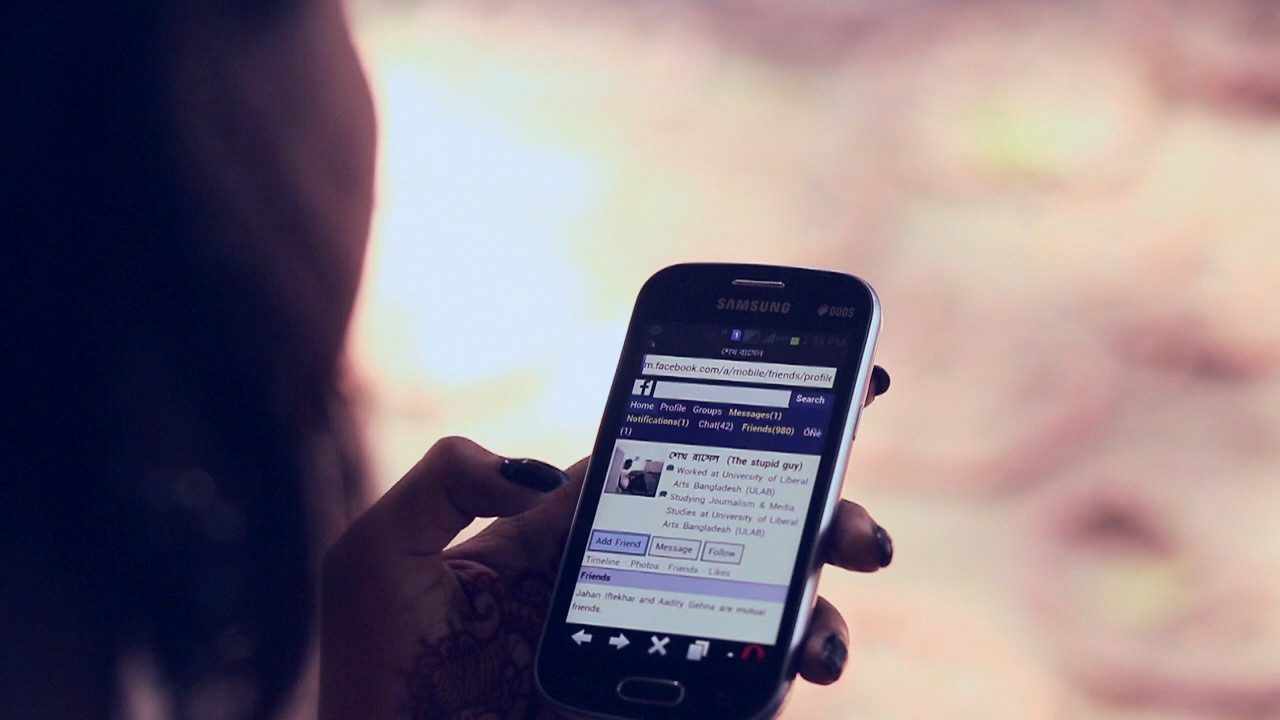 SAMSUNG
DUOS
2:54 PM
শেখ রাসেল
m.facebook.com/a/mobile/friends/profile
Search
Home Profile Groups Messages(1)
Notifications(1) Chat(42) Friends(980)
(1)
শেখ রাসেল (The stupid guy)
Worked at University of Liberal
Arts Bangladesh (ULAB)
Studying Journalism & Media
Studies at University of Liberal
Arts Bangladesh (ULAB)
Add Friend Message Follow
Timeline · Photos · Friends · Likes
Friends
Jahan Iftekhar and Aadity Gehna are mutual
friends.